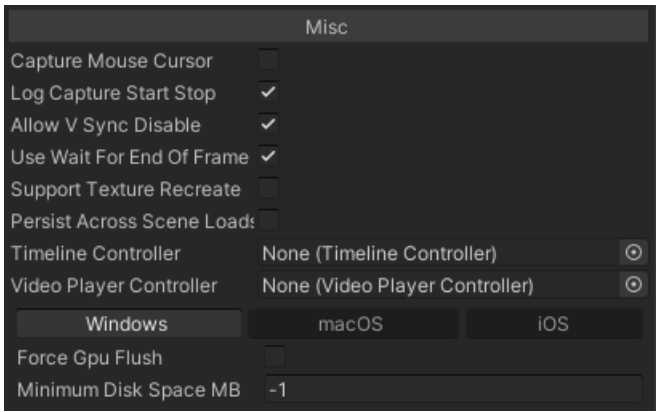 Misc
Capture Mouse Cursor
Log Capture Start Stop
Allow V Sync Disable
Use Wait For End Of Frame
Support Texture Recreate
Persist Across Scene Loads
Timeline Controller None (Timeline Controller)
Video Player Controller None (Video Player Controller)
Windows macOS iOS
Force Gpu Flush
Minimum Disk Space MB -1